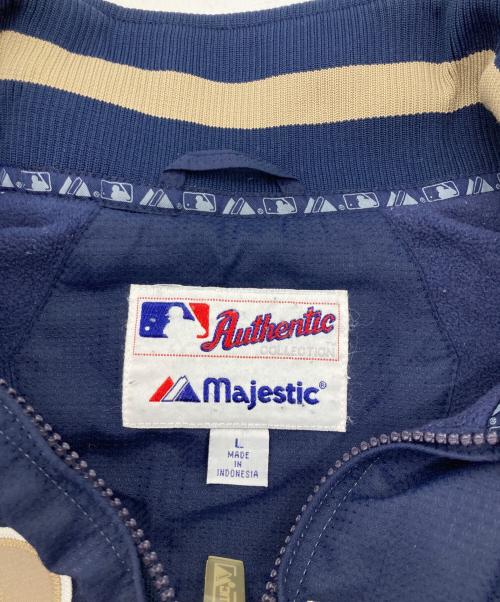 Authentic
COLLECTION
Majestic®
L
MADE
IN
INDONESIA